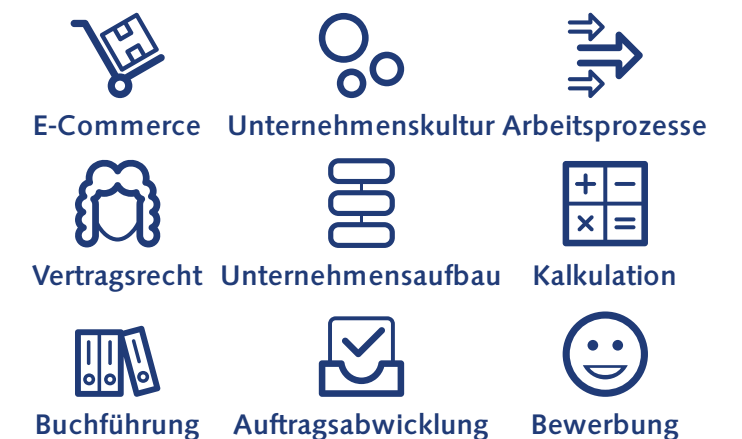 E-Commerce Unternehmenskultur Arbeitsprozesse
Vertragsrecht Unternehmensaufbau Kalkulation
Buchführung Auftragsabwicklung Bewerbung